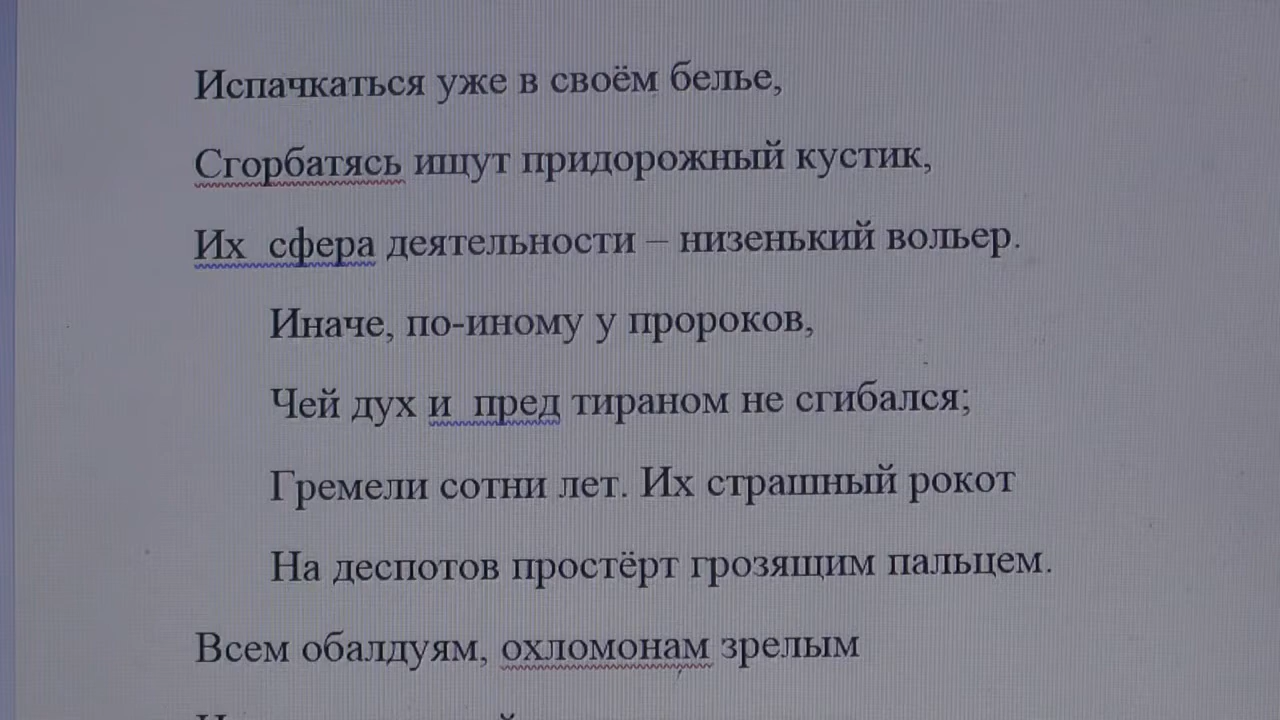 Испачкаться уже в своём белье,
Сгорбатясь ищут придорожный кустик,
Их  сфера деятельности – низенький вольер.
Иначе, по-иному у пророков,
Чей дух и  пред тираном не сгибался;
Гремели сотни лет. Их страшный рокот
На деспотов простёрт грозящим пальцем.
Всем обалдуям, охломонам зрелым